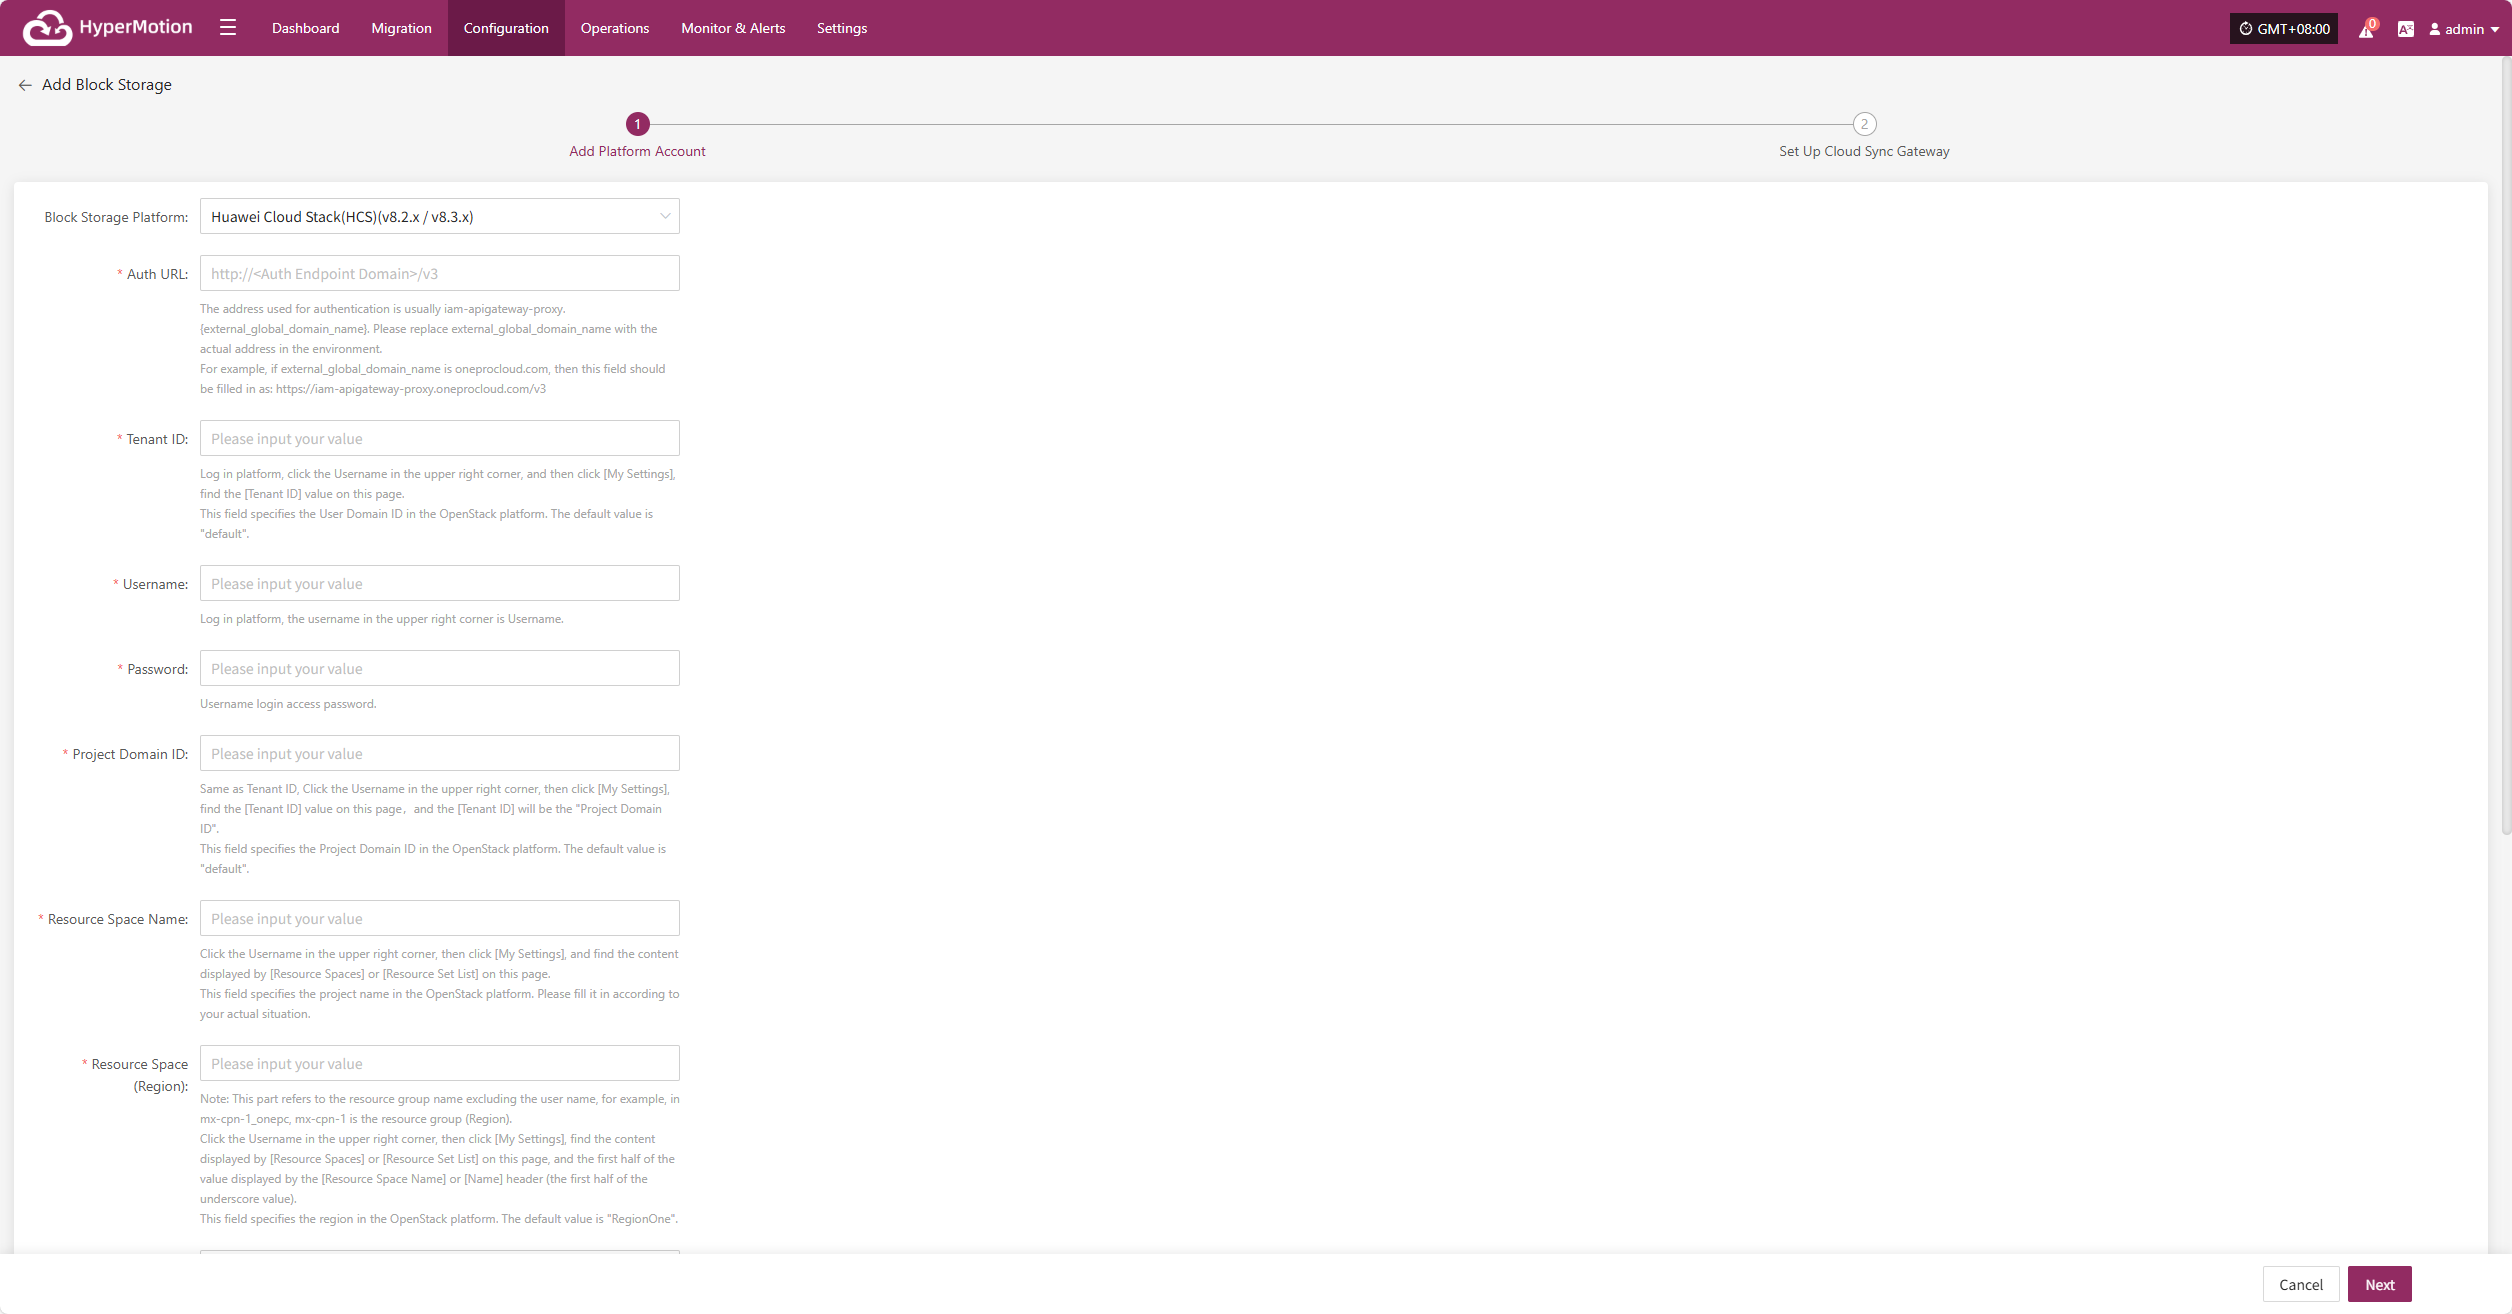 HyperMotion
Dashboard
Migration
Configuration
Operations
Monitor & Alerts
Settings
GMT+08:00
0
admin
Add Block Storage
1
2
Add Platform Account
Set Up Cloud Sync Gateway
Block Storage Platform:
Huawei Cloud Stack(HCS)(v8.2.x / v8.3.x)
* Auth URL:
http://<Auth Endpoint Domain>/v3
The address used for authentication is usually iam-apigateway-proxy.
{external_global_domain_name}. Please replace external_global_domain_name with the
actual address in the environment.
For example, if external_global_domain_name is oneprocloud.com, then this field should
be filled in as: https://iam-apigateway-proxy.oneprocloud.com/v3
* Tenant ID:
Please input your value
Log in platform, click the Username in the upper right corner, and then click [My Settings],
find the [Tenant ID] value on this page.
This field specifies the User Domain ID in the OpenStack platform. The default value is
"default".
* Username:
Please input your value
Log in platform, the username in the upper right corner is Username.
* Password:
Please input your value
Username login access password.
* Project Domain ID:
Please input your value
Same as Tenant ID, Click the Username in the upper right corner, then click [My Settings],
find the [Tenant ID] value on this page，and the [Tenant ID] will be the "Project Domain
ID".
This field specifies the Project Domain ID in the OpenStack platform. The default value is
"default".
* Resource Space Name:
Please input your value
Click the Username in the upper right corner, then click [My Settings], and find the content
displayed by [Resource Spaces] or [Resource Set List] on this page.
This field specifies the project name in the OpenStack platform. Please fill it in according to
your actual situation.
* Resource Space
(Region):
Please input your value
Note: This part refers to the resource group name excluding the user name, for example, in
mx-cpn-1_onepc, mx-cpn-1 is the resource group (Region).
Click the Username in the upper right corner, then click [My Settings], find the content
displayed by [Resource Spaces] or [Resource Set List] on this page, and the first half of the
value displayed by the [Resource Space Name] or [Name] header (the first half of the
underscore value).
This field specifies the region in the OpenStack platform. The default value is "RegionOne".
Cancel
Next